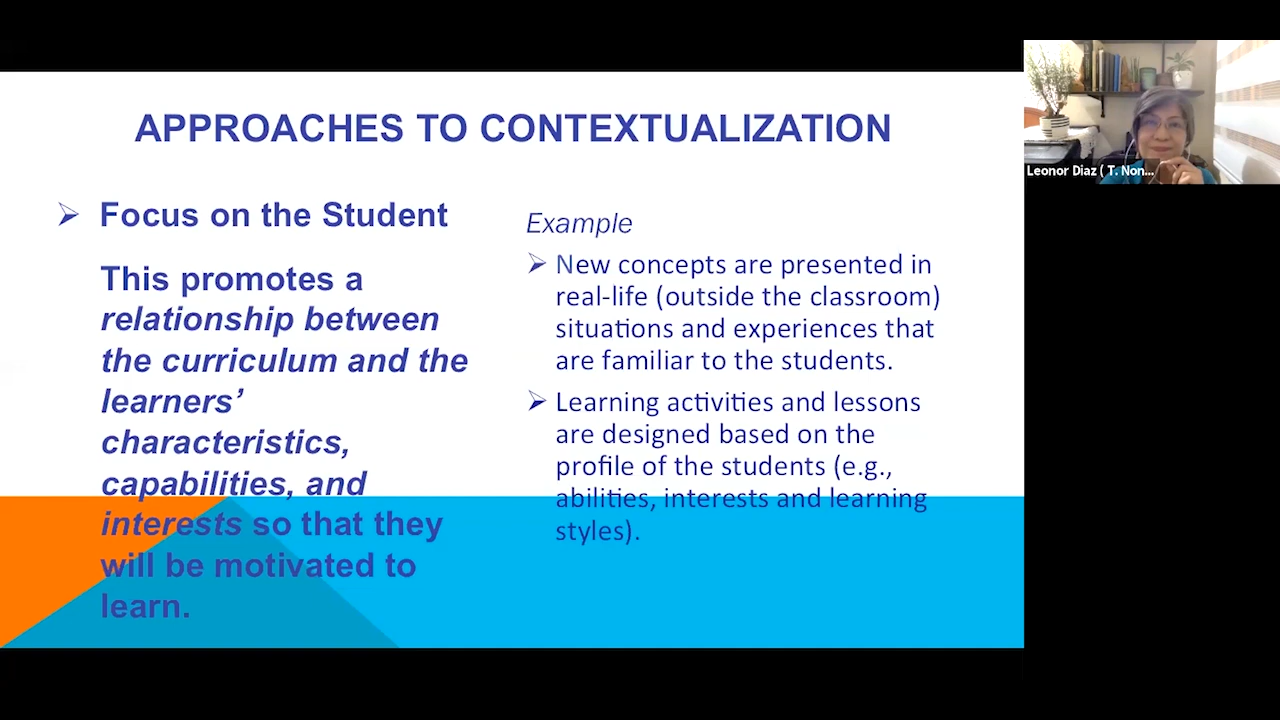 APPROACHES TO CONTEXTUALIZATION
Focus on the Student
This promotes a
relationship between
the curriculum and the
learners’
characteristics,
capabilities, and
interests so that they
will be motivated to
learn.
Example
New concepts are presented in
real-life (outside the classroom)
situations and experiences that
are familiar to the students.
Learning activities and lessons
are designed based on the
profile of the students (e.g.,
abilities, interests and learning
styles).
Leonor Diaz ( T. Non...